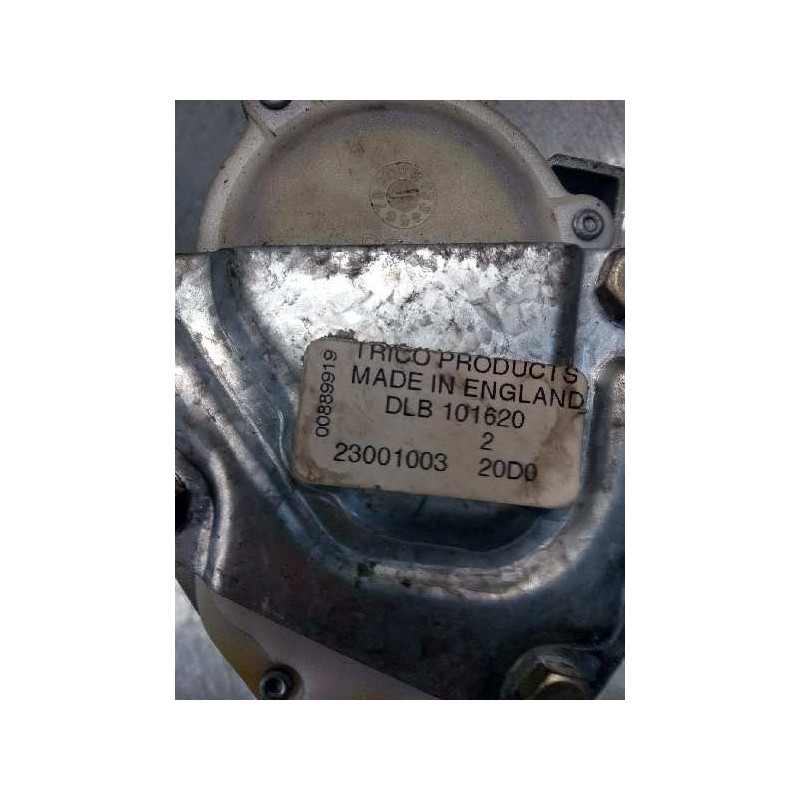 TRICO PRODUCTS
MADE IN ENGLAND
DLB 101620
2
23001003 20D0
00889919